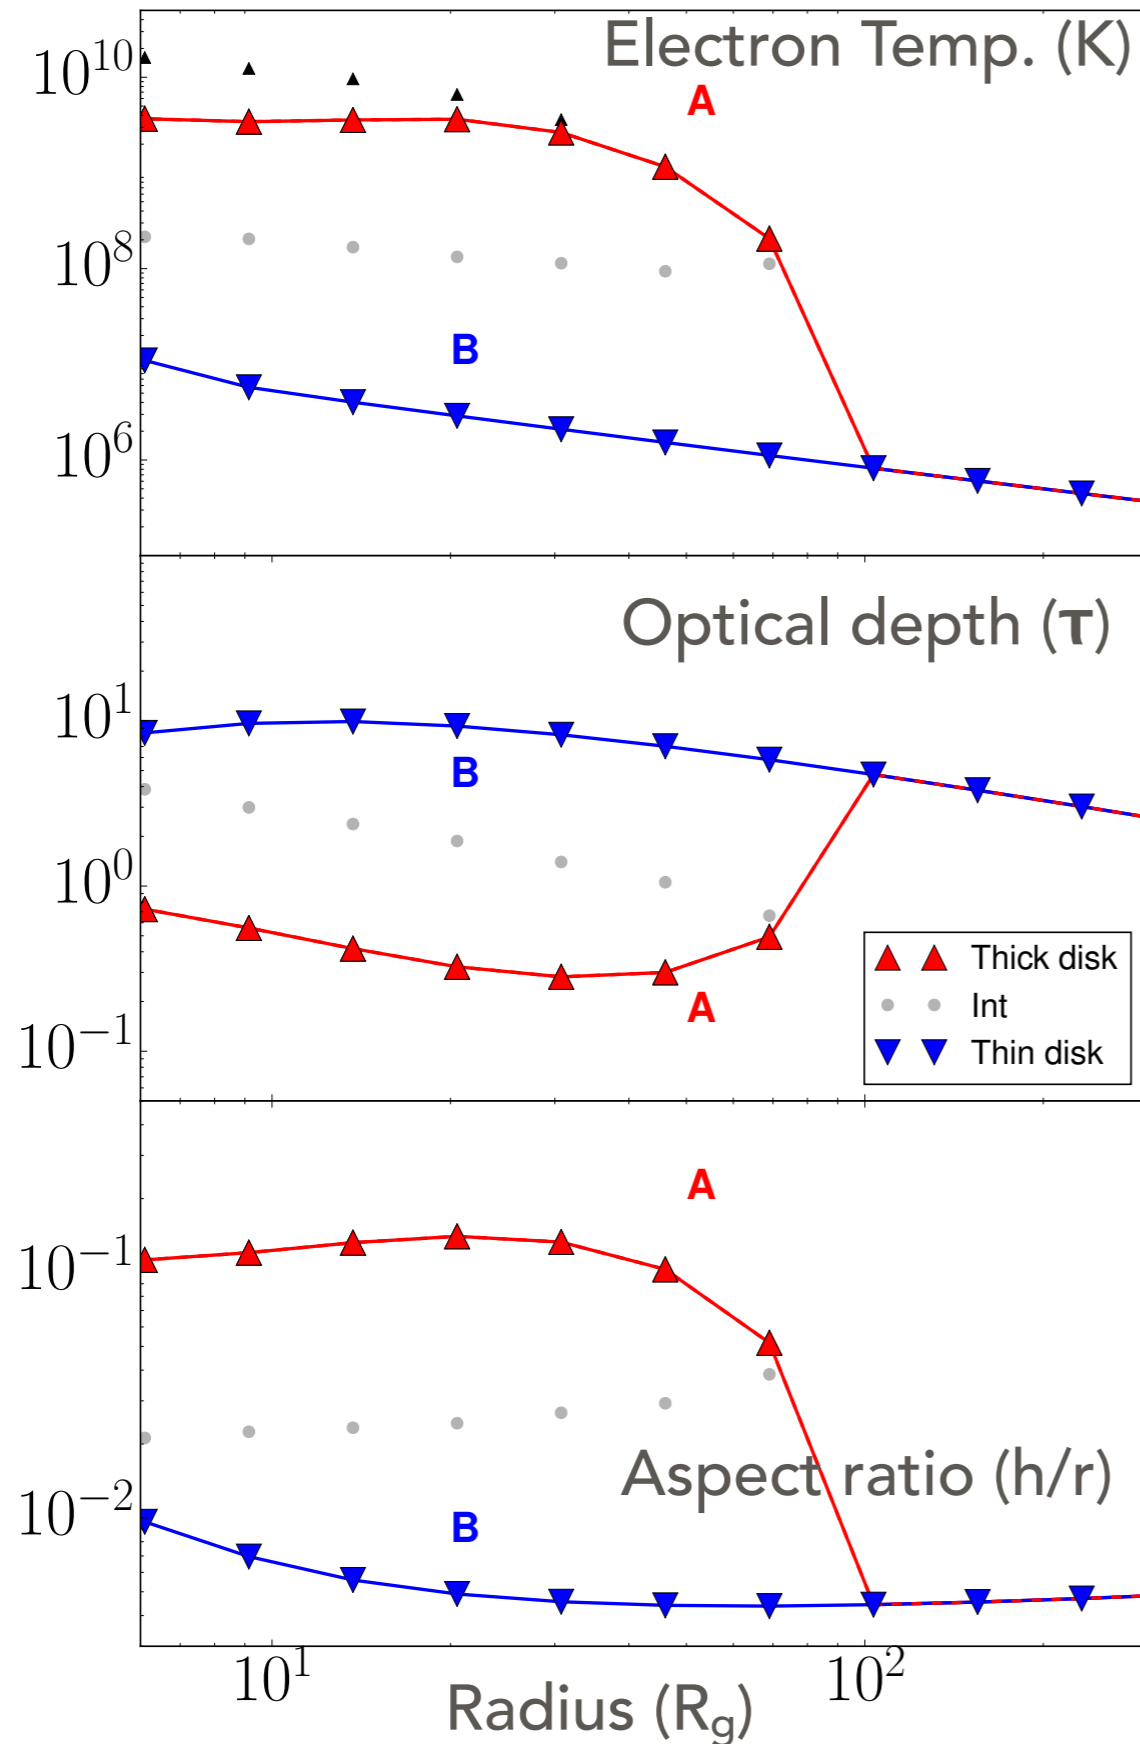 Electron Temp. (K)
10^{10}
A
10^8
B
10^6
Optical depth (τ)
10^1
B
10^0
Thick disk
Int
A
Thin disk
10^{-1}
A
10^{-1}
Aspect ratio (h/r)
10^{-2}
B
10^1
10^2
Radius (R_g)